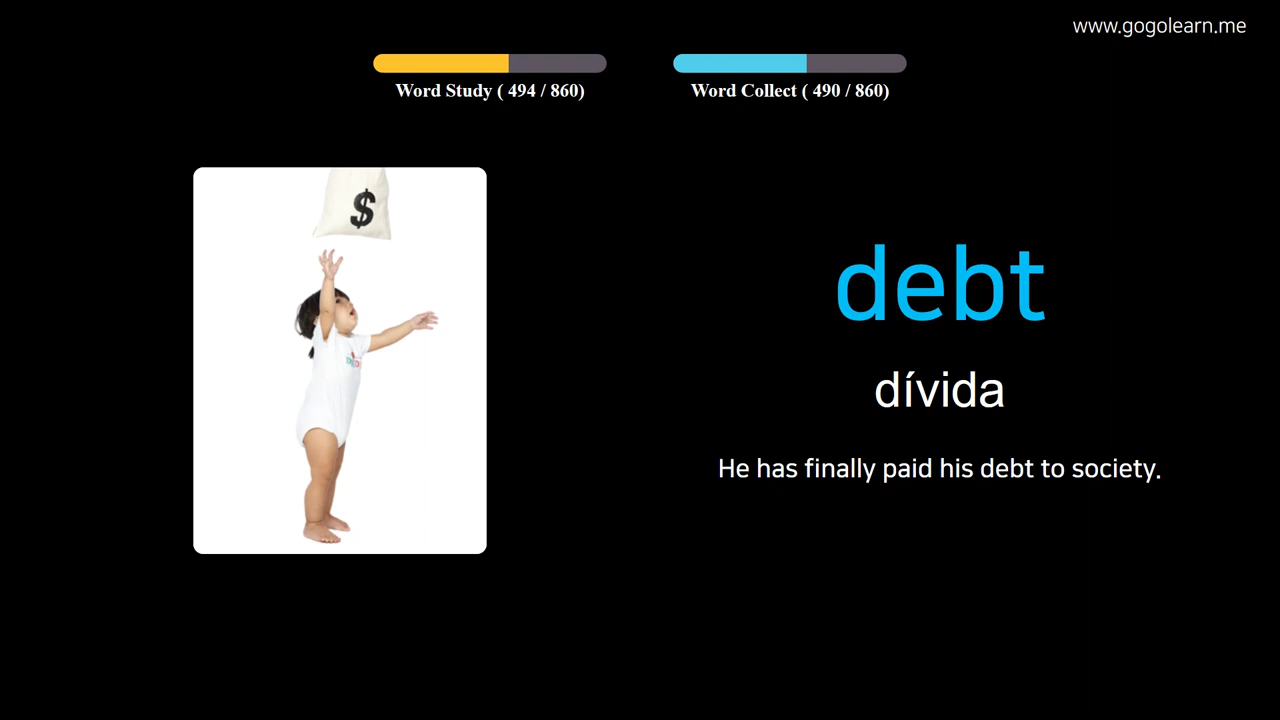 www.gogolearn.me
Word Study ( 494 / 860)
Word Collect ( 490 / 860)
$
debt
dívida
He has finally paid his debt to society.